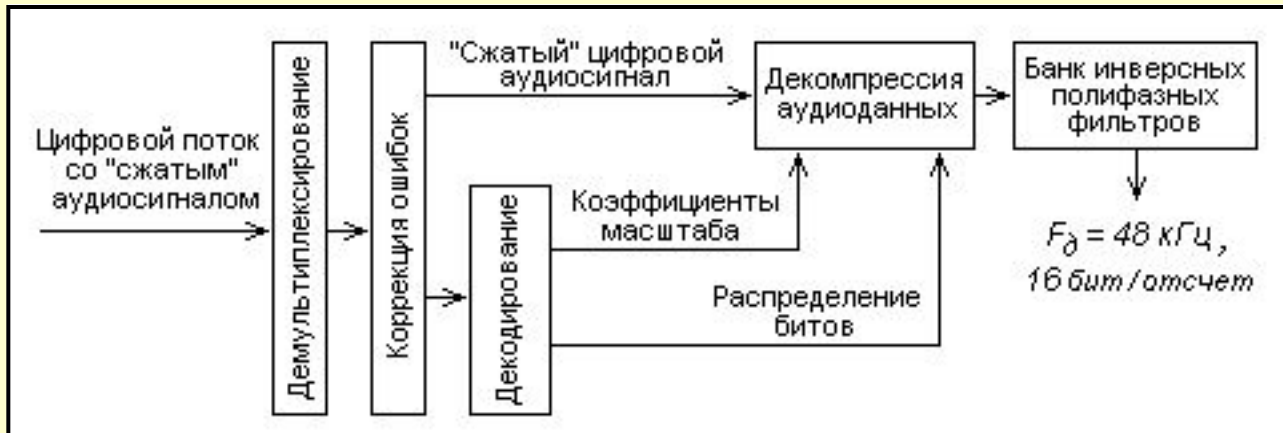 Цифровой поток
со "сжатым"
аудиосигналом
Демультиплексирование
Коррекция ошибок
"Сжатый" цифровой
аудиосигнал
Декодирование
Коэффициенты
масштаба
Распределение
битов
Декомпрессия
аудиоданных
Банк инверсных
полифазных
фильтров
Fд = 48 кГц,
16 бит/отсчет